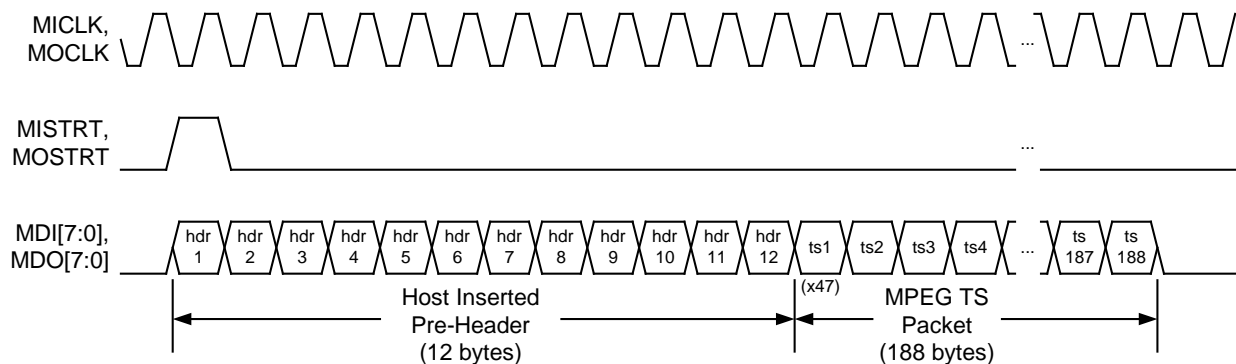 MICLK,
MOCLK
...
MISTRT,
MOSTRT
...
MDI[7:0],
MDO[7:0]
hdr 1
hdr 2
hdr 3
hdr 4
hdr 5
hdr 6
hdr 7
hdr 8
hdr 9
hdr 10
hdr 11
hdr 12
ts1
ts2
ts3
ts4
...
ts 187
ts 188
(x47)
Host Inserted
Pre-Header
(12 bytes)
MPEG TS
Packet
(188 bytes)